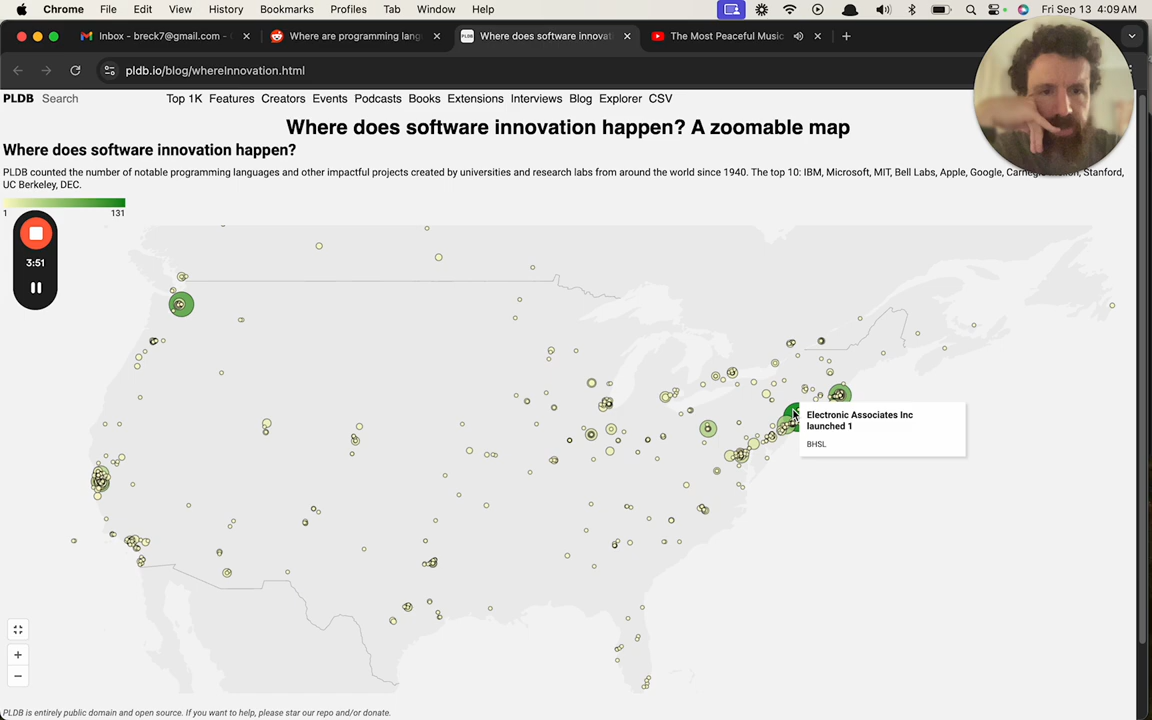 Chrome File Edit View History Bookmarks Profiles Tab Window Help Fri Sep 13 4:09 AM
Inbox - breck7@gmail.com - Where are programming lang Where does software innovat The Most Peaceful Music
pldb.io/blog/whereInnovation.html
PLDB Search Top 1K Features Creators Events Podcasts Books Extensions Interviews Blog Explorer CSV
Where does software innovation happen? A zoomable map
Where does software innovation happen?
PLDB counted the number of notable programming languages and other impactful projects created by universities and research labs from around the world since 1940. The top 10: IBM, Microsoft, MIT, Bell Labs, Apple, Google, Stanford,
UC Berkeley, DEC.
1 131
3:51
Electronic Associates Inc
launched 1
BHSL
+
−
PLDB is entirely public domain and open source. If you want to help, please star our repo and/or donate.